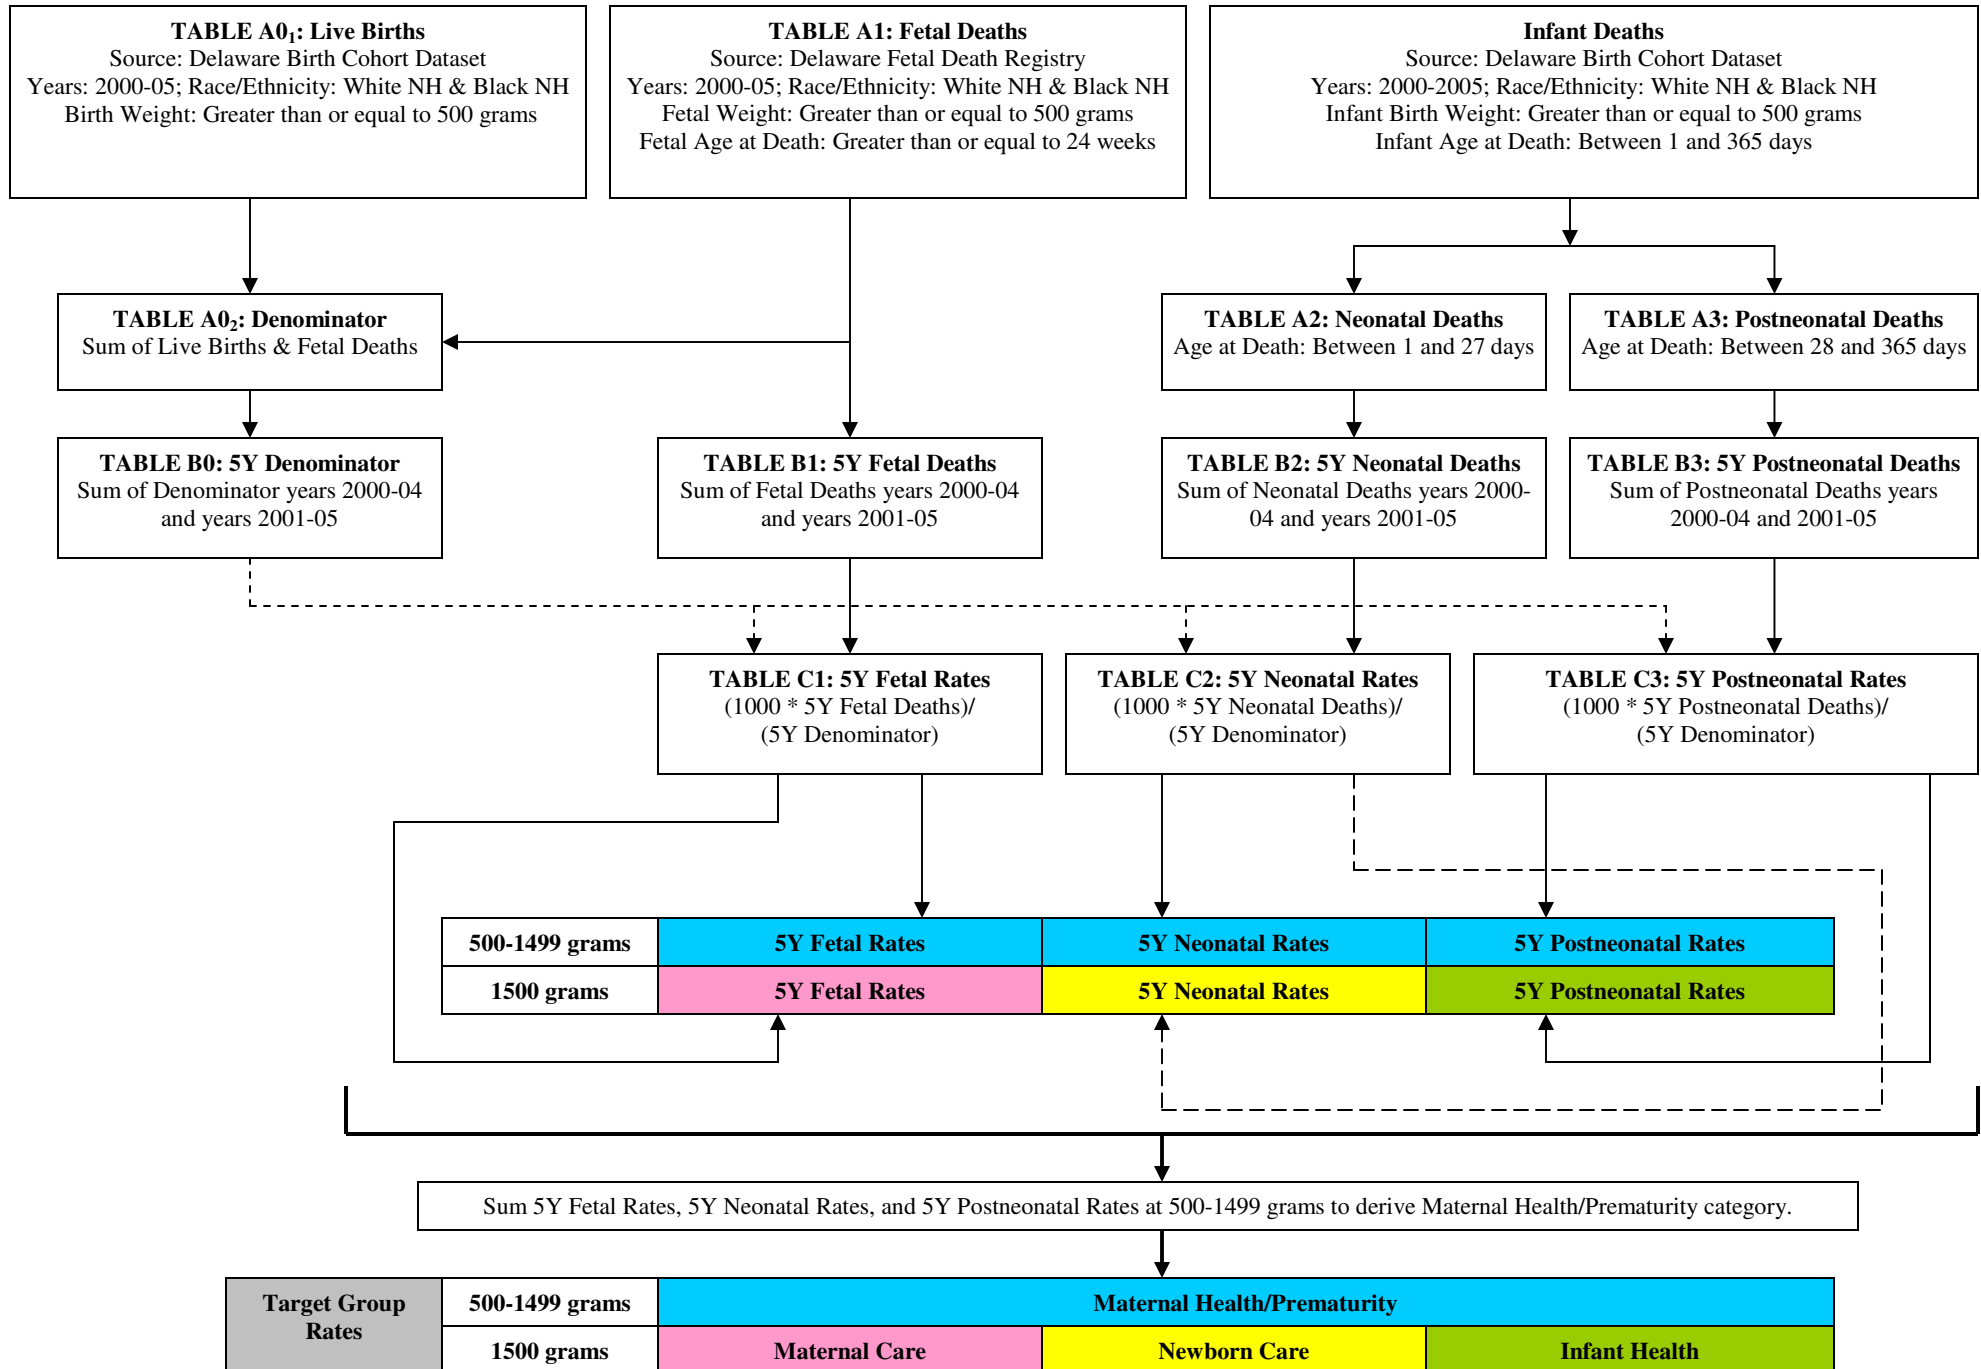 TABLE A0₁: Live Births
Source: Delaware Birth Cohort Dataset
Years: 2000-05; Race/Ethnicity: White NH & Black NH
Birth Weight: Greater than or equal to 500 grams
TABLE A1: Fetal Deaths
Source: Delaware Fetal Death Registry
Years: 2000-05; Race/Ethnicity: White NH & Black NH
Fetal Weight: Greater than or equal to 500 grams
Fetal Age at Death: Greater than or equal to 24 weeks
Infant Deaths
Source: Delaware Birth Cohort Dataset
Years: 2000-2005; Race/Ethnicity: White NH & Black NH
Infant Birth Weight: Greater than or equal to 500 grams
Infant Age at Death: Between 1 and 365 days
TABLE A0₂: Denominator
Sum of Live Births & Fetal Deaths
TABLE A2: Neonatal Deaths
Age at Death: Between 1 and 27 days
TABLE A3: Postneonatal Deaths
Age at Death: Between 28 and 365 days
TABLE B0: 5Y Denominator
Sum of Denominator years 2000-04
and years 2001-05
TABLE B1: 5Y Fetal Deaths
Sum of Fetal Deaths years 2000-04
and years 2001-05
TABLE B2: 5Y Neonatal Deaths
Sum of Neonatal Deaths years 2000-
04 and years 2001-05
TABLE B3: 5Y Postneonatal Deaths
Sum of Postneonatal Deaths years
2000-04 and 2001-05
TABLE C1: 5Y Fetal Rates
(1000 * 5Y Fetal Deaths)/
(5Y Denominator)
TABLE C2: 5Y Neonatal Rates
(1000 * 5Y Neonatal Deaths)/
(5Y Denominator)
TABLE C3: 5Y Postneonatal Rates
(1000 * 5Y Postneonatal Deaths)/
(5Y Denominator)
500-1499 grams
5Y Fetal Rates
5Y Neonatal Rates
5Y Postneonatal Rates
1500 grams
5Y Fetal Rates
5Y Neonatal Rates
5Y Postneonatal Rates
Sum 5Y Fetal Rates, 5Y Neonatal Rates, and 5Y Postneonatal Rates at 500-1499 grams to derive Maternal Health/Prematurity category.
Target Group
Rates
500-1499 grams
Maternal Health/Prematurity
1500 grams
Maternal Care
Newborn Care
Infant Health